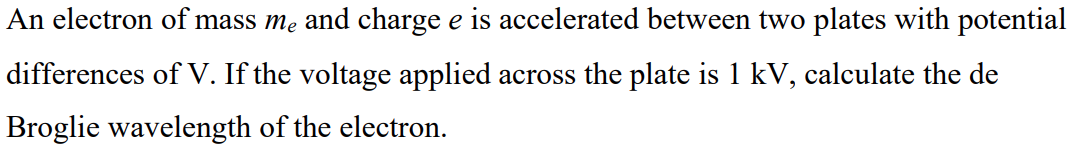 An electron of mass mₑ and charge e is accelerated between two plates with potential
differences of V. If the voltage applied across the plate is 1 kV, calculate the de
Broglie wavelength of the electron.